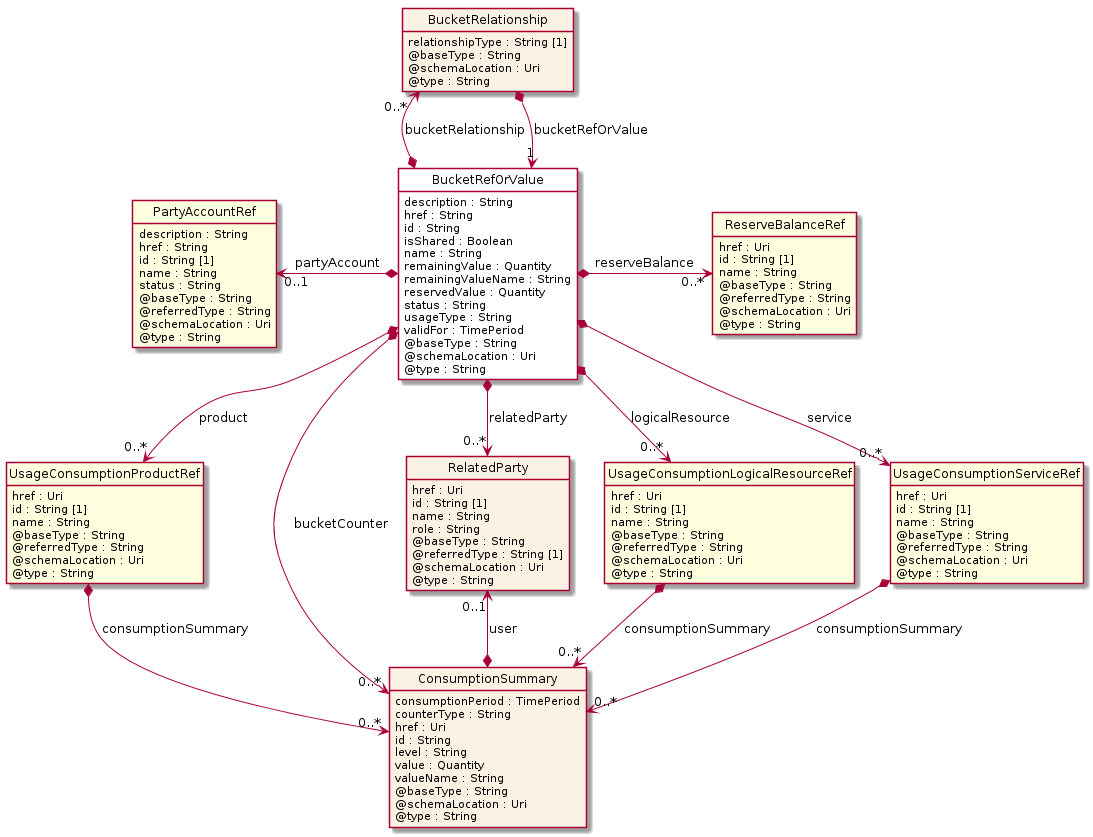 BucketRelationship
relationshipType : String [1]
@baseType : String
@schemaLocation : Uri
@type : String
0..*
bucketRelationship
bucketRefOrValue
1
BucketRefOrValue
description : String
href : String
id : String
isShared : Boolean
name : String
remainingValue : Quantity
remainingValueName : String
reservedValue : Quantity
status : String
usageType : String
validFor : TimePeriod
@baseType : String
@schemaLocation : Uri
@type : String
PartyAccountRef
description : String
href : String
id : String [1]
name : String
status : String
@baseType : String
@referredType : String
@schemaLocation : Uri
@type : String
partyAccount
0..1
reserveBalance
0..*
ReserveBalanceRef
href : Uri
id : String [1]
name : String
@baseType : String
@referredType : String
@schemaLocation : Uri
@type : String
product
0..*
relatedParty
0..*
logicalResource
0..*
service
0..*
UsageConsumptionProductRef
href : Uri
id : String [1]
name : String
@baseType : String
@referredType : String
@schemaLocation : Uri
@type : String
bucketCounter
0..*
RelatedParty
href : Uri
id : String [1]
name : String
role : String
@baseType : String
@referredType : String [1]
@schemaLocation : Uri
@type : String
UsageConsumptionLogicalResourceRef
href : Uri
id : String [1]
name : String
@baseType : String
@referredType : String
@schemaLocation : Uri
@type : String
UsageConsumptionServiceRef
href : Uri
id : String [1]
name : String
@baseType : String
@referredType : String
@schemaLocation : Uri
@type : String
consumptionSummary
0..*
0..1
user
consumptionSummary
0..*
consumptionSummary
0..*
ConsumptionSummary
consumptionPeriod : TimePeriod
counterType : String
href : Uri
id : String
level : String
value : Quantity
valueName : String
@baseType : String
@schemaLocation : Uri
@type : String